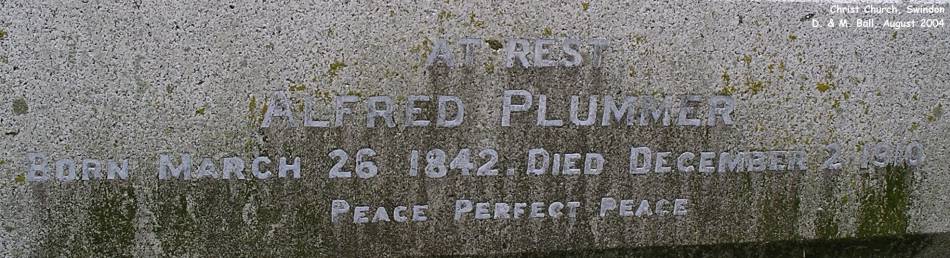 Christ Church, Swindon
D. & M. Ball, August 2004
AT REST
ALFRED PLUMMER
BORN MARCH 26 1842. DIED DECEMBER 2 1910
PEACE PERFECT PEACE